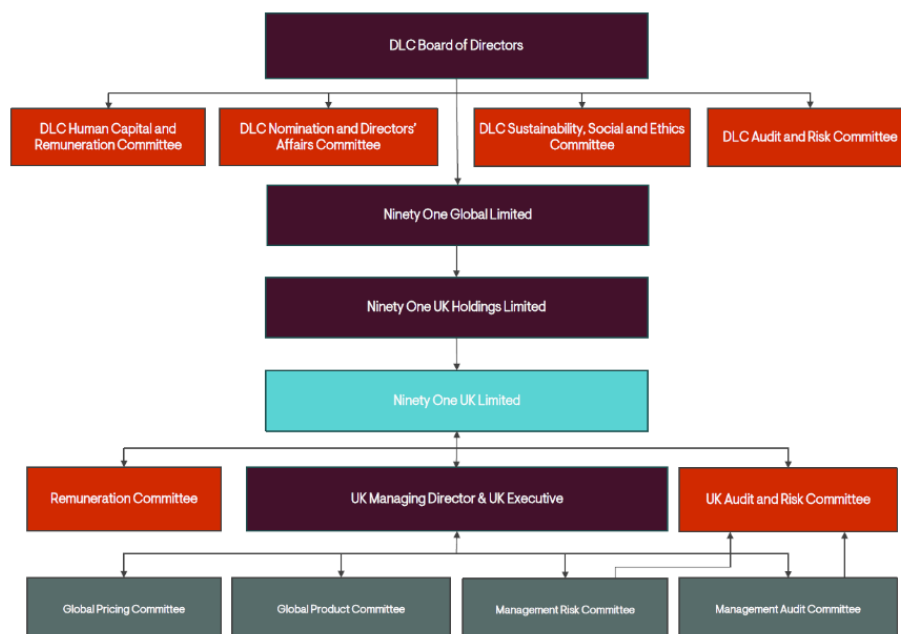 DLC Board of Directors
DLC Human Capital and
Remuneration Committee
DLC Nomination and Directors'
Affairs Committee
DLC Sustainability, Social and Ethics
Committee
DLC Audit and Risk Committee
Ninety One Global Limited
Ninety One UK Holdings Limited
Ninety One UK Limited
Remuneration Committee
UK Managing Director & UK Executive
UK Audit and Risk Committee
Global Pricing Committee
Global Product Committee
Management Risk Committee
Management Audit Committee